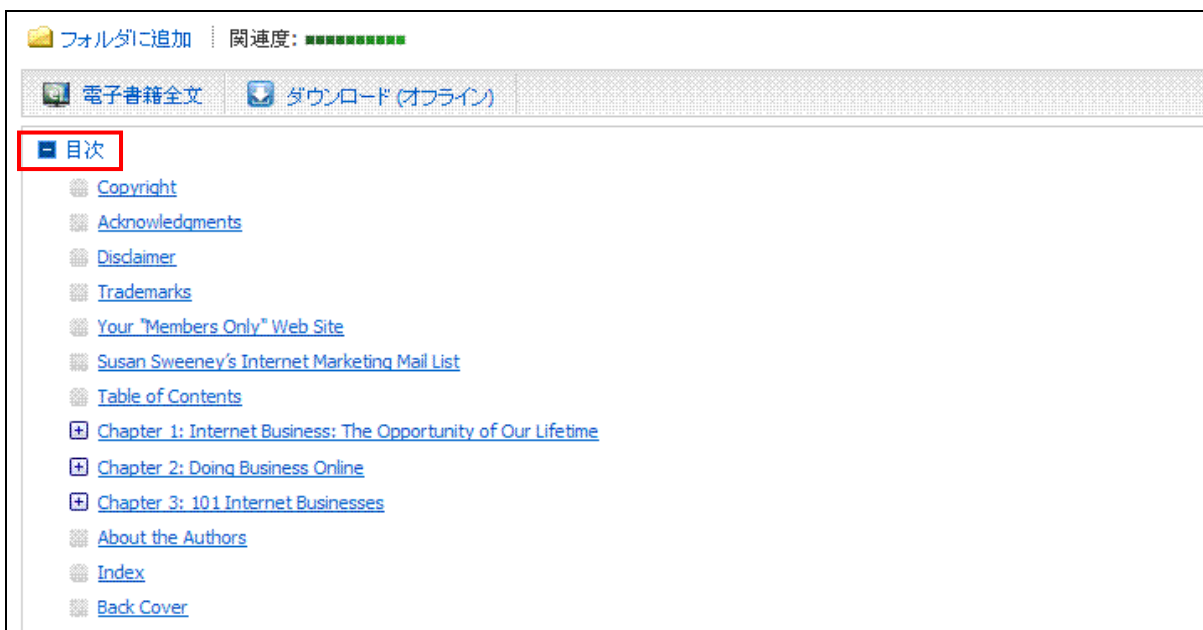 フォルダに追加 関連度:
電子書籍全文 ダウンロード (オフライン)
目次
Copyright
Acknowledgments
Disclaimer
Trademarks
Your "Members Only" Web Site
Susan Sweeney's Internet Marketing Mail List
Table of Contents
Chapter 1: Internet Business: The Opportunity of Our Lifetime
Chapter 2: Doing Business Online
Chapter 3: 101 Internet Businesses
About the Authors
Index
Back Cover